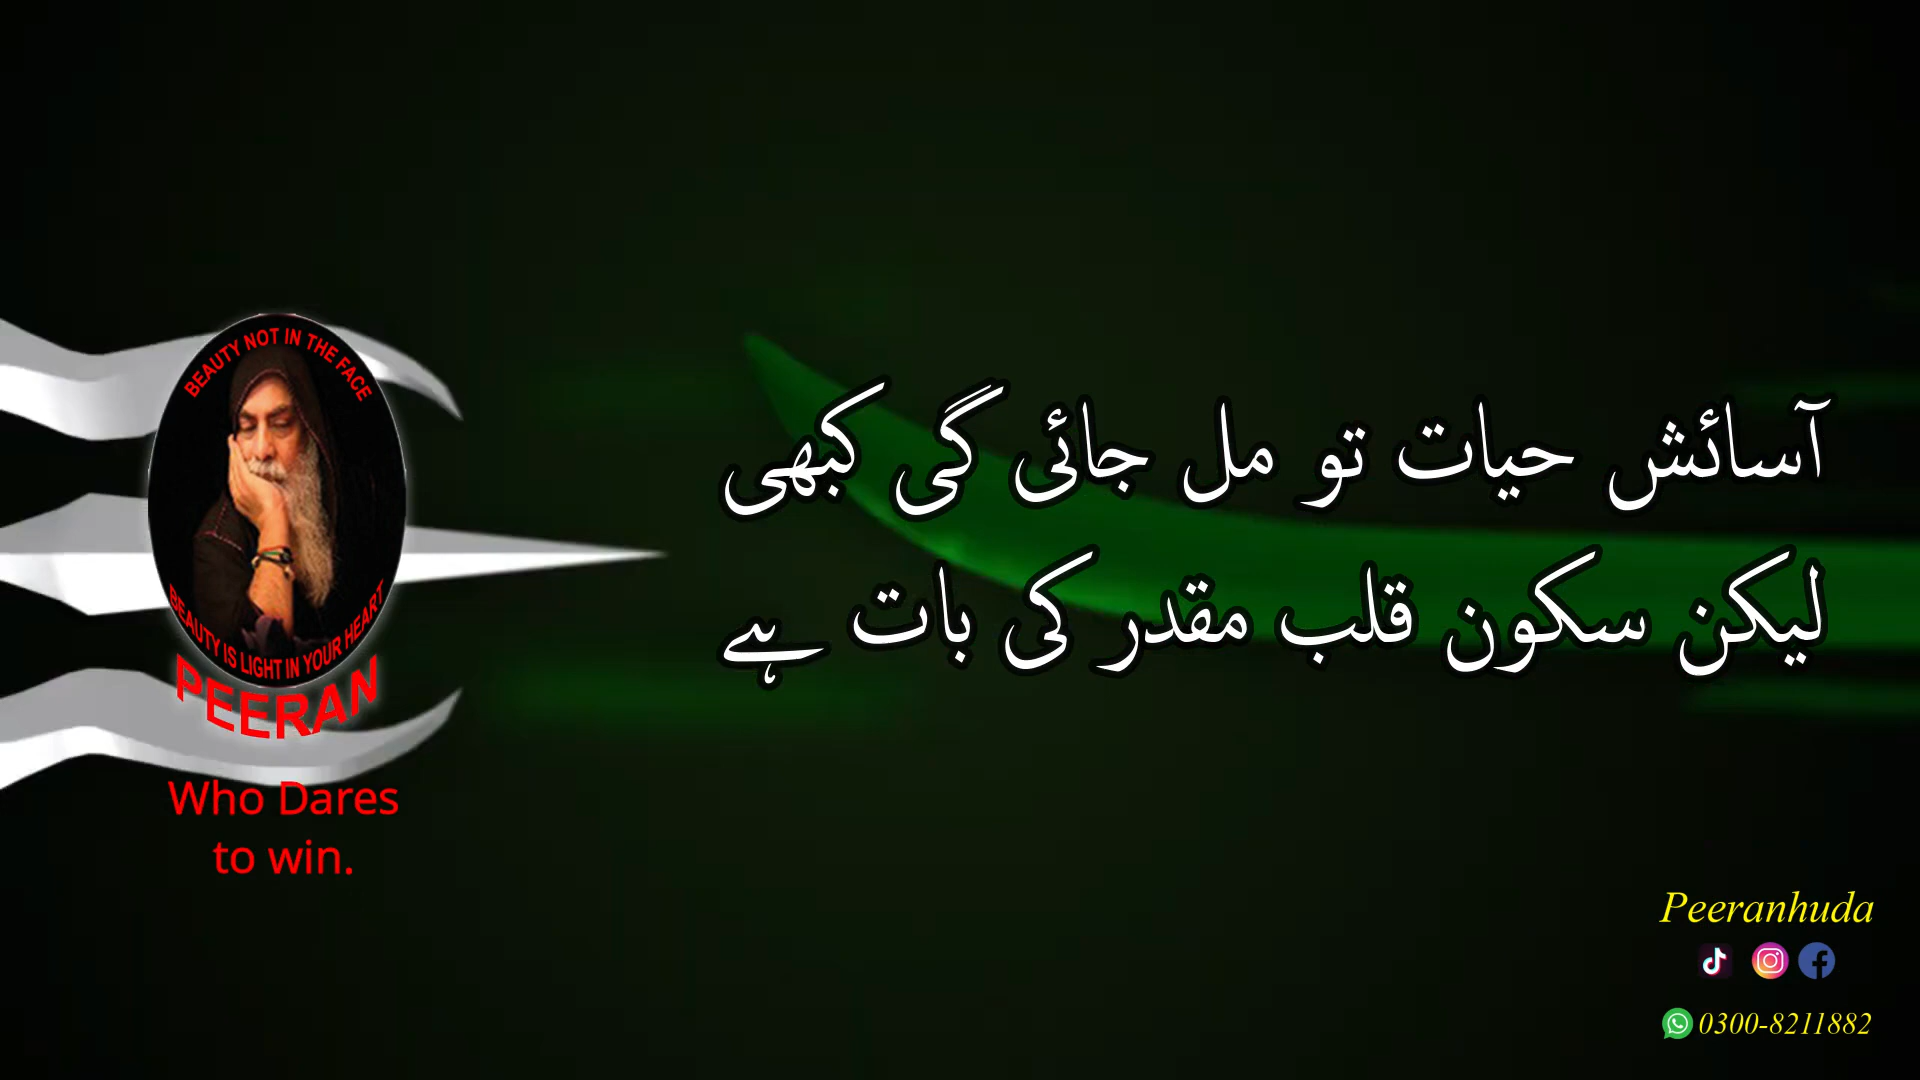 آسائش حیات تو مل جائی گی کبھی
لیکن سکون قلب مقدر کی بات ہے
BEAUTY NOT IN THE FACE
BEAUTY IS LIGHT IN YOUR HEART
PEERAN
Who Dares
to win.
Peeranhuda
0300-8211882